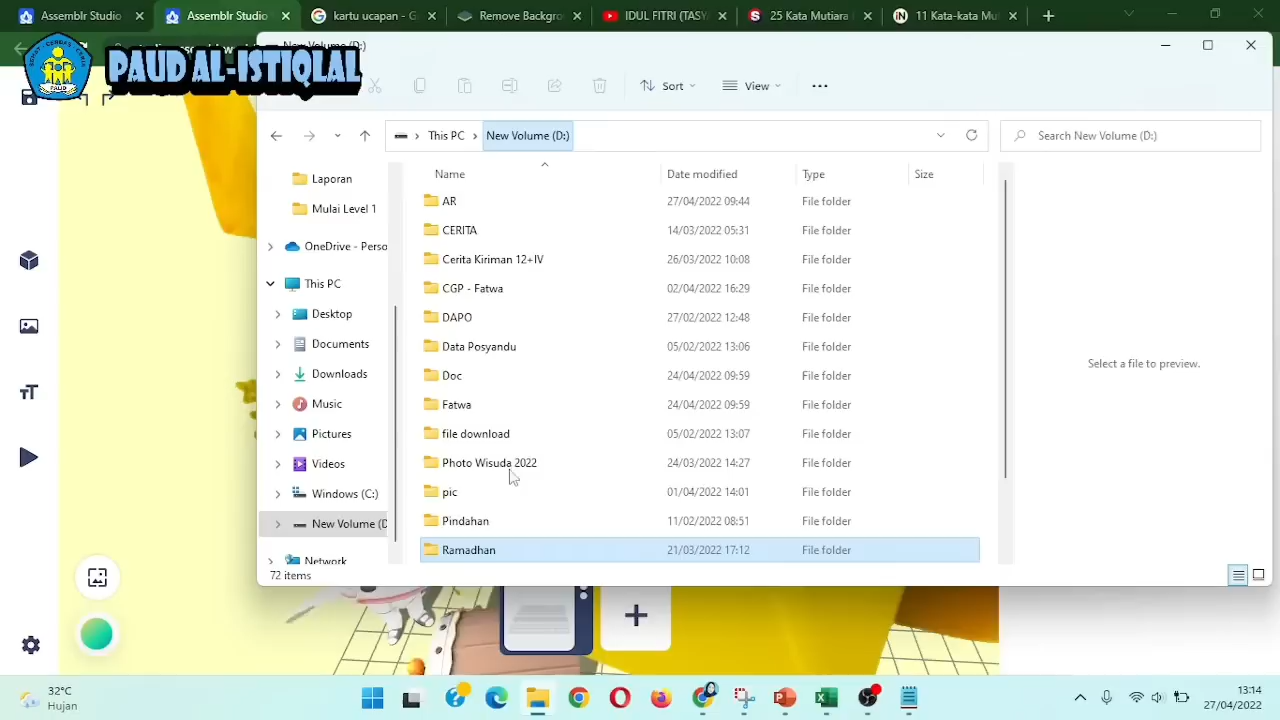 Assemblr Studio
Assemblr Studio
kartu ucapan - G
Remove Backgro
IDUL FITRI (TASY
25 Kata Mutiara
11 Kata-kata Mu
New Volume (D:)
PAUD AL-ISTIQLAL
PAUD
Sort
View
This PC
New Volume (D:)
Search New Volume (D:)
Laporan
Mulai Level 1
OneDrive - Perso
This PC
Desktop
Documents
Downloads
Music
Pictures
Videos
Windows (C:)
New Volume (D
Network
Name Date modified Type Size
AR 27/04/2022 09:44 File folder
CERITA 14/03/2022 05:31 File folder
Cerita Kiriman 12+IV 26/03/2022 10:08 File folder
CGP - Fatwa 02/04/2022 16:29 File folder
DAPO 27/02/2022 12:48 File folder
Data Posyandu 05/02/2022 13:06 File folder
Doc 24/04/2022 09:59 File folder
Fatwa 24/04/2022 09:59 File folder
file download 05/02/2022 13:07 File folder
Photo Wisuda 2022 24/03/2022 14:27 File folder
pic 01/04/2022 14:01 File folder
Pindahan 11/02/2022 08:51 File folder
Ramadhan 21/03/2022 17:12 File folder
Select a file to preview.
72 items
32°C
Hujan
13:14
27/04/2022